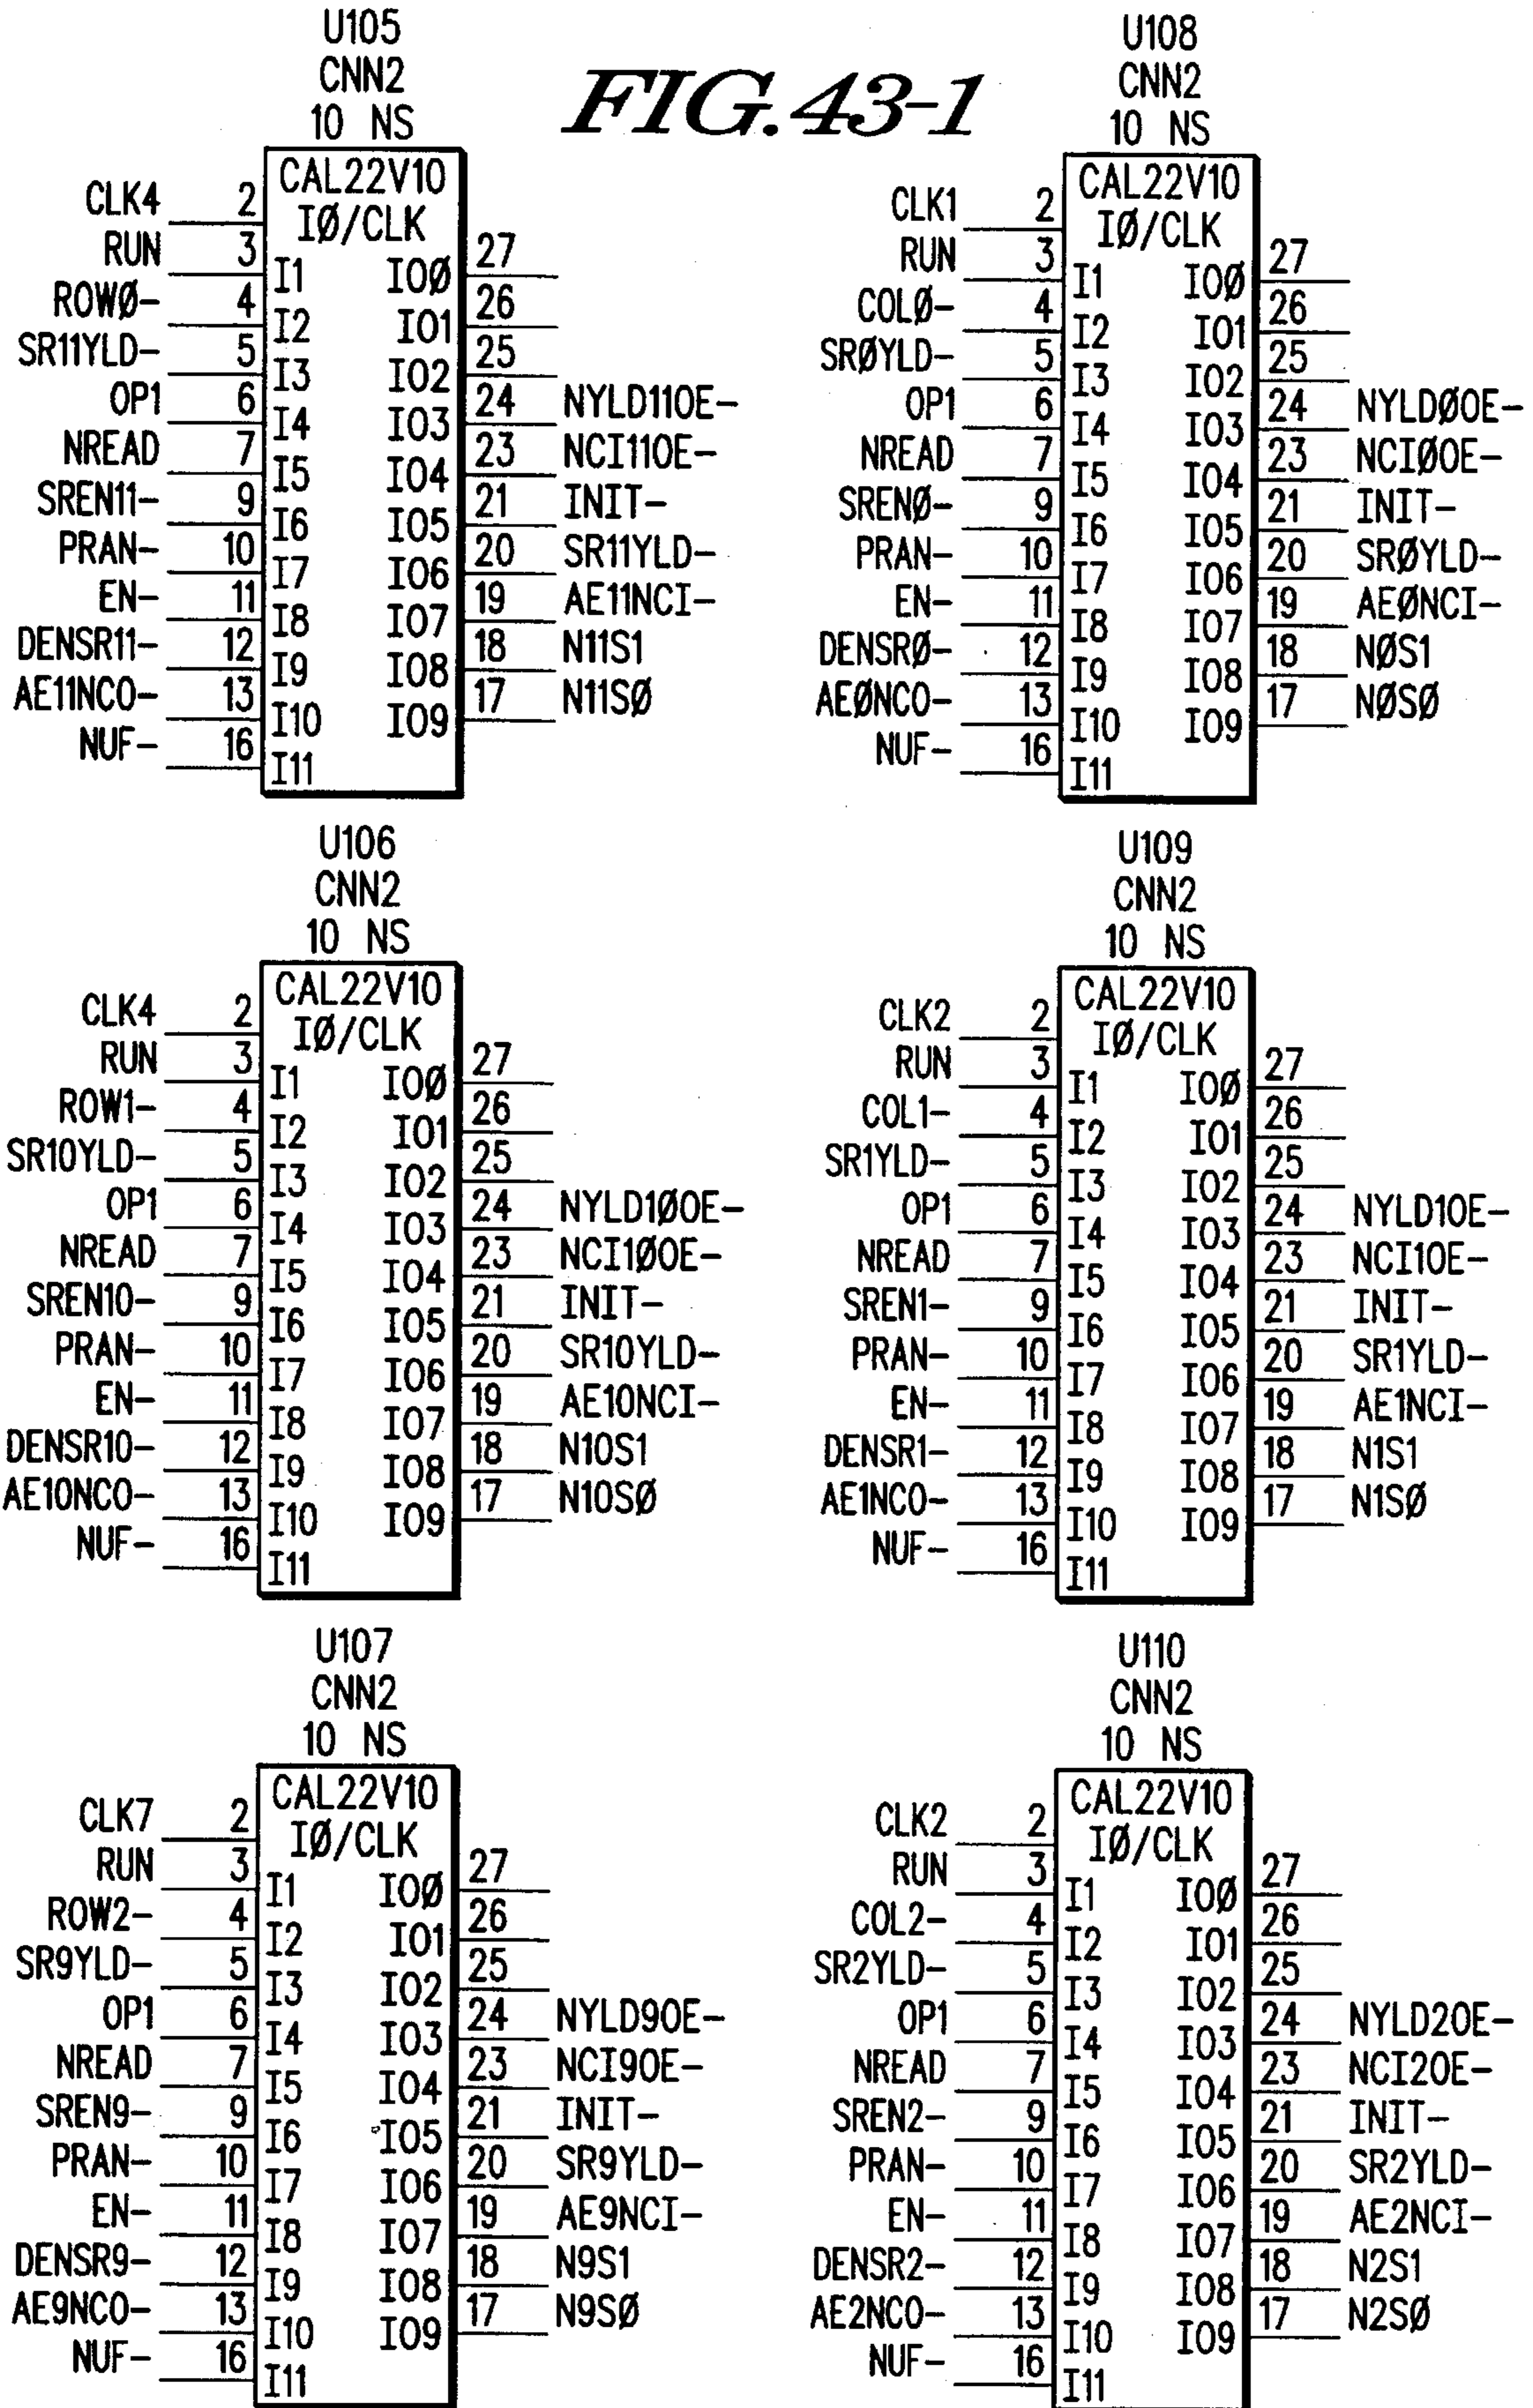 FIG.43-1
U105
CNN2
10 NS
CAL22V10
CLK4 2 IØ/CLK
RUN 3 I1 IOØ 27
ROWØ- 4 I2 IO1 26
SR11YLD- 5 I3 IO2 25
OP1 6 I4 IO3 24 NYLD11OE-
NREAD 7 I5 IO4 23 NCI11OE-
SREN11- 9 I6 IO5 21 INIT-
PRAN- 10 I7 IO6 20 SR11YLD-
EN- 11 I8 IO7 19 AE11NCI-
DENSR11- 12 I9 IO8 18 N11S1
AE11NCO- 13 I10 IO9 17 N11SØ
NUF- 16 I11
U106
CNN2
10 NS
CAL22V10
CLK4 2 IØ/CLK
RUN 3 I1 IOØ 27
ROW1- 4 I2 IO1 26
SR10YLD- 5 I3 IO2 25
OP1 6 I4 IO3 24 NYLD1ØOE-
NREAD 7 I5 IO4 23 NCI1ØOE-
SREN10- 9 I6 IO5 21 INIT-
PRAN- 10 I7 IO6 20 SR10YLD-
EN- 11 I8 IO7 19 AE10NCI-
DENSR10- 12 I9 IO8 18 N10S1
AE10NCO- 13 I10 IO9 17 N10SØ
NUF- 16 I11
U107
CNN2
10 NS
CAL22V10
CLK7 2 IØ/CLK
RUN 3 I1 IOØ 27
ROW2- 4 I2 IO1 26
SR9YLD- 5 I3 IO2 25
OP1 6 I4 IO3 24 NYLD9OE-
NREAD 7 I5 IO4 23 NCI9OE-
SREN9- 9 I6 IO5 21 INIT-
PRAN- 10 I7 IO6 20 SR9YLD-
EN- 11 I8 IO7 19 AE9NCI-
DENSR9- 12 I9 IO8 18 N9S1
AE9NCO- 13 I10 IO9 17 N9SØ
NUF- 16 I11
U108
CNN2
10 NS
CAL22V10
CLK1 2 IØ/CLK
RUN 3 I1 IOØ 27
COLØ- 4 I2 IO1 26
SRØYLD- 5 I3 IO2 25
OP1 6 I4 IO3 24 NYLDØOE-
NREAD 7 I5 IO4 23 NCIØOE-
SRENØ- 9 I6 IO5 21 INIT-
PRAN- 10 I7 IO6 20 SRØYLD-
EN- 11 I8 IO7 19 AEØNCI-
DENSRØ- 12 I9 IO8 18 NØS1
AEØNCO- 13 I10 IO9 17 NØSØ
NUF- 16 I11
U109
CNN2
10 NS
CAL22V10
CLK2 2 IØ/CLK
RUN 3 I1 IOØ 27
COL1- 4 I2 IO1 26
SR1YLD- 5 I3 IO2 25
OP1 6 I4 IO3 24 NYLD1OE-
NREAD 7 I5 IO4 23 NCI1OE-
SREN1- 9 I6 IO5 21 INIT-
PRAN- 10 I7 IO6 20 SR1YLD-
EN- 11 I8 IO7 19 AE1NCI-
DENSR1- 12 I9 IO8 18 N1S1
AE1NCO- 13 I10 IO9 17 N1SØ
NUF- 16 I11
U110
CNN2
10 NS
CAL22V10
CLK2 2 IØ/CLK
RUN 3 I1 IOØ 27
COL2- 4 I2 IO1 26
SR2YLD- 5 I3 IO2 25
OP1 6 I4 IO3 24 NYLD2OE-
NREAD 7 I5 IO4 23 NCI2OE-
SREN2- 9 I6 IO5 21 INIT-
PRAN- 10 I7 IO6 20 SR2YLD-
EN- 11 I8 IO7 19 AE2NCI-
DENSR2- 12 I9 IO8 18 N2S1
AE2NCO- 13 I10 IO9 17 N2SØ
NUF- 16 I11